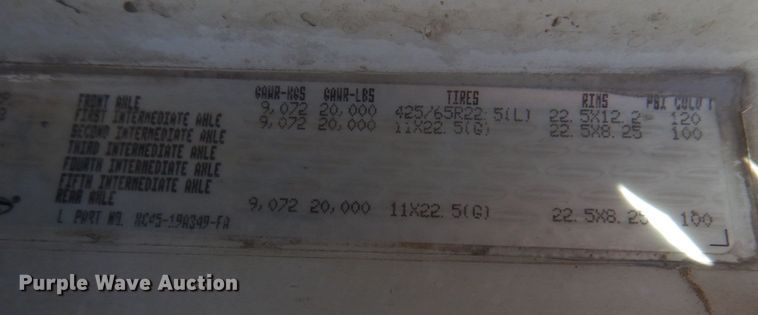 GAWR-KGS GAWR-LBS TIRES RIMS PSI COLD
FRONT AXLE 9,072 20,000 425/65R22.5(L) 22.5X12.2 120
FIRST INTERMEDIATE AXLE 9,072 20,000 11X22.5(G) 22.5X8.25 100
SECOND INTERMEDIATE AXLE
THIRD INTERMEDIATE AXLE
FOURTH INTERMEDIATE AXLE
FIFTH INTERMEDIATE AXLE
REAR AXLE 9,072 20,000 11X22.5(G) 22.5X8.25 100
PART NO.
Purple Wave Auction